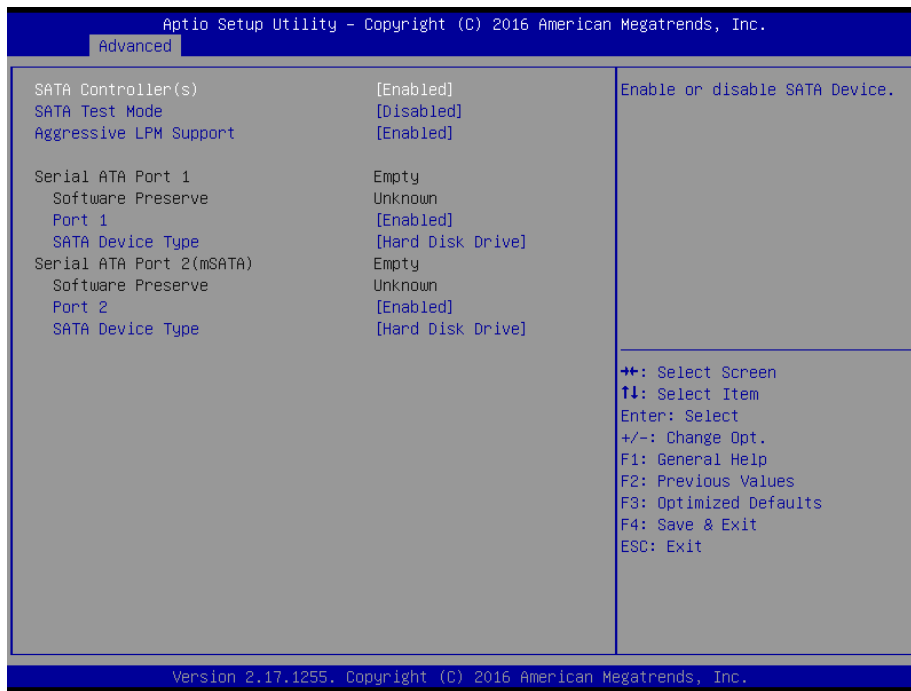 Aptio Setup Utility – Copyright (C) 2016 American Megatrends, Inc.
Advanced
SATA Controller(s) [Enabled]
SATA Test Mode [Disabled]
Aggressive LPM Support [Enabled]
Serial ATA Port 1 Empty
Software Preserve Unknown
Port 1 [Enabled]
SATA Device Type [Hard Disk Drive]
Serial ATA Port 2(mSATA) Empty
Software Preserve Unknown
Port 2 [Enabled]
SATA Device Type [Hard Disk Drive]
Enable or disable SATA Device.
→←: Select Screen
↑↓: Select Item
Enter: Select
+/-: Change Opt.
F1: General Help
F2: Previous Values
F3: Optimized Defaults
F4: Save & Exit
ESC: Exit
Version 2.17.1255. Copyright (C) 2016 American Megatrends, Inc.